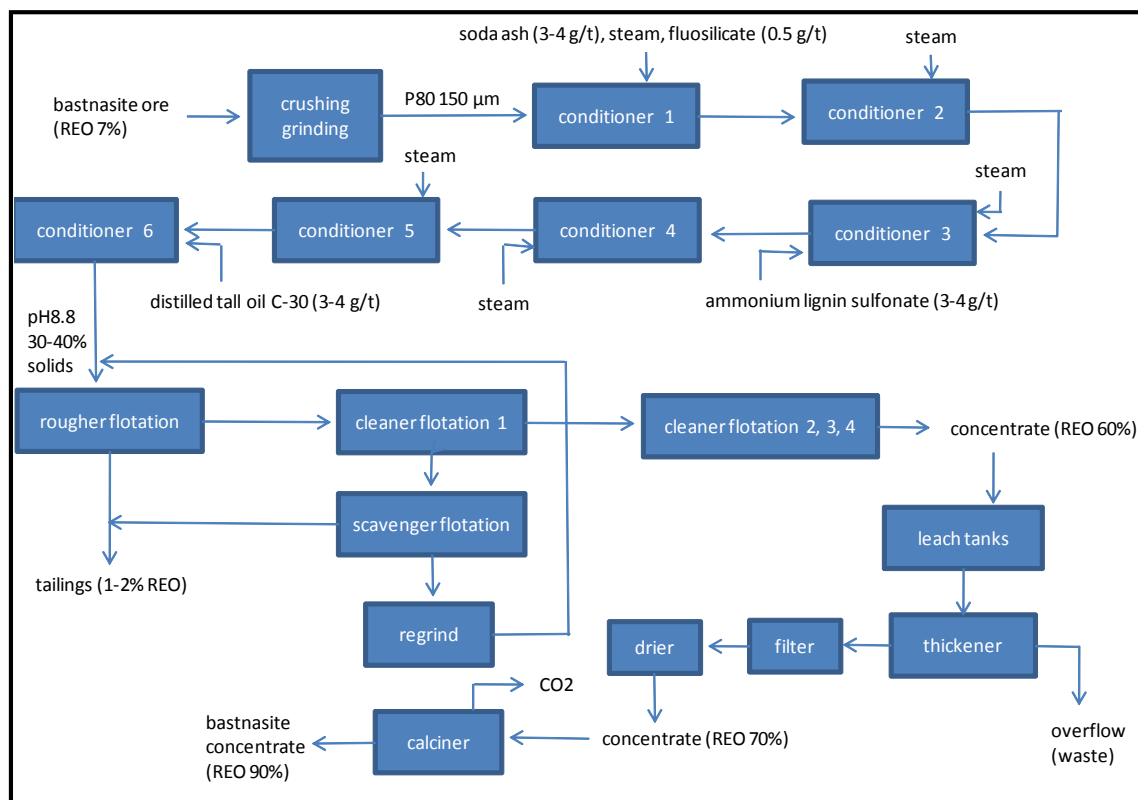 soda ash (3-4 g/t), steam, fluosilicate (0.5 g/t)
steam
bastnasite ore
(REO 7%)
crushing
grinding
P80 150 µm
conditioner 1
conditioner 2
steam
steam
conditioner 6
conditioner 5
conditioner 4
conditioner 3
distilled tall oil C-30 (3-4 g/t)
steam
ammonium lignin sulfonate (3-4 g/t)
pH8.8
30-40%
solids
rougher flotation
cleaner flotation 1
cleaner flotation 2, 3, 4
concentrate (REO 60%)
scavenger flotation
leach tanks
tailings (1-2% REO)
regrind
drier
filter
thickener
CO2
bastnasite
concentrate
(REO 90%)
calciner
concentrate (REO 70%)
overflow
(waste)